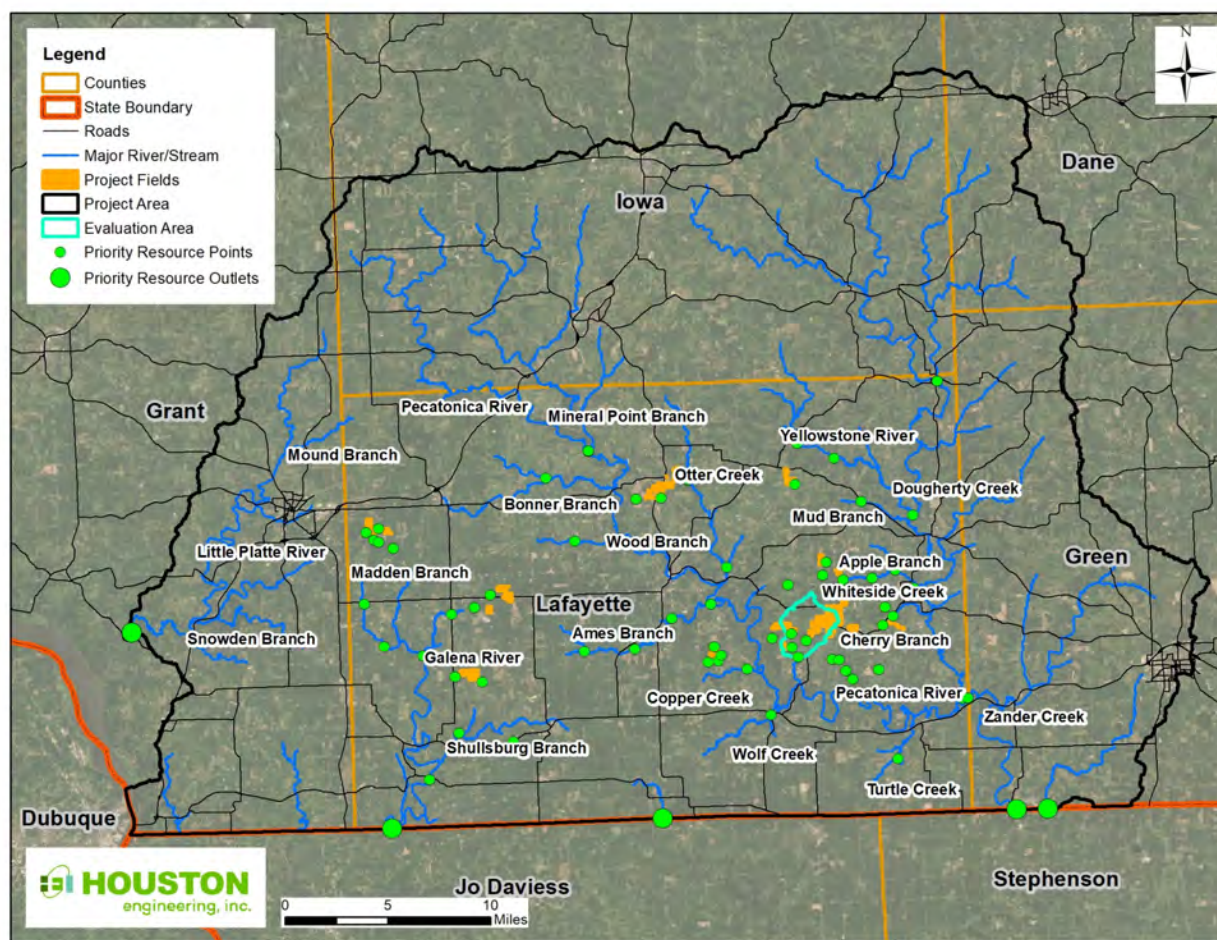 Legend
Counties
State Boundary
Roads
Major River/Stream
Project Fields
Project Area
Evaluation Area
Priority Resource Points
Priority Resource Outlets
Dane
Iowa
Grant
Pecatonica River
Mineral Point Branch
Yellowstone River
Mound Branch
Otter Creek
Dougherty Creek
Bonner Branch
Mud Branch
Little Platte River
Wood Branch
Apple Branch
Green
Madden Branch
Whiteside Creek
Lafayette
Snowden Branch
Ames Branch
Cherry Branch
Galena River
Copper Creek
Pecatonica River
Zander Creek
Shullsburg Branch
Wolf Creek
Turtle Creek
Dubuque
Stephenson
Jo Daviess
HOUSTON
engineering, inc.
0 5 10
Miles